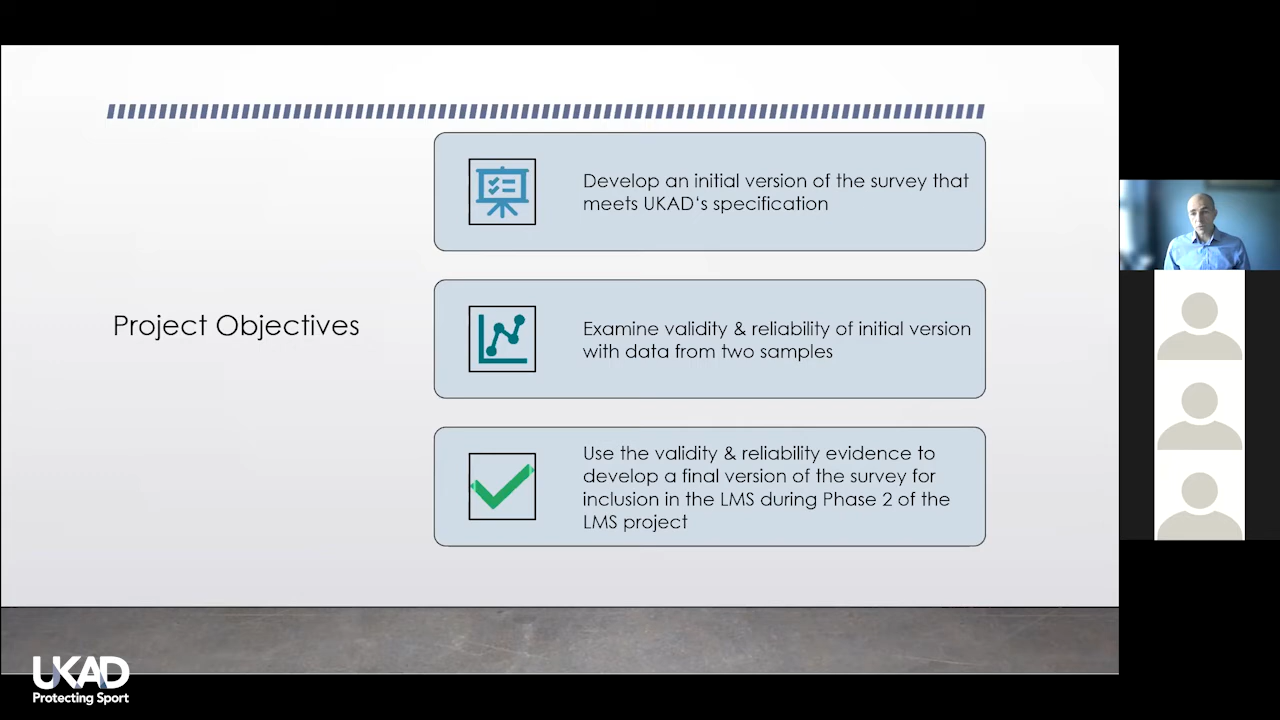 Develop an initial version of the survey that
meets UKAD's specification
Project Objectives
Examine validity & reliability of initial version
with data from two samples
Use the validity & reliability evidence to
develop a final version of the survey for
inclusion in the LMS during Phase 2 of the
LMS project
UKAD
Protecting Sport